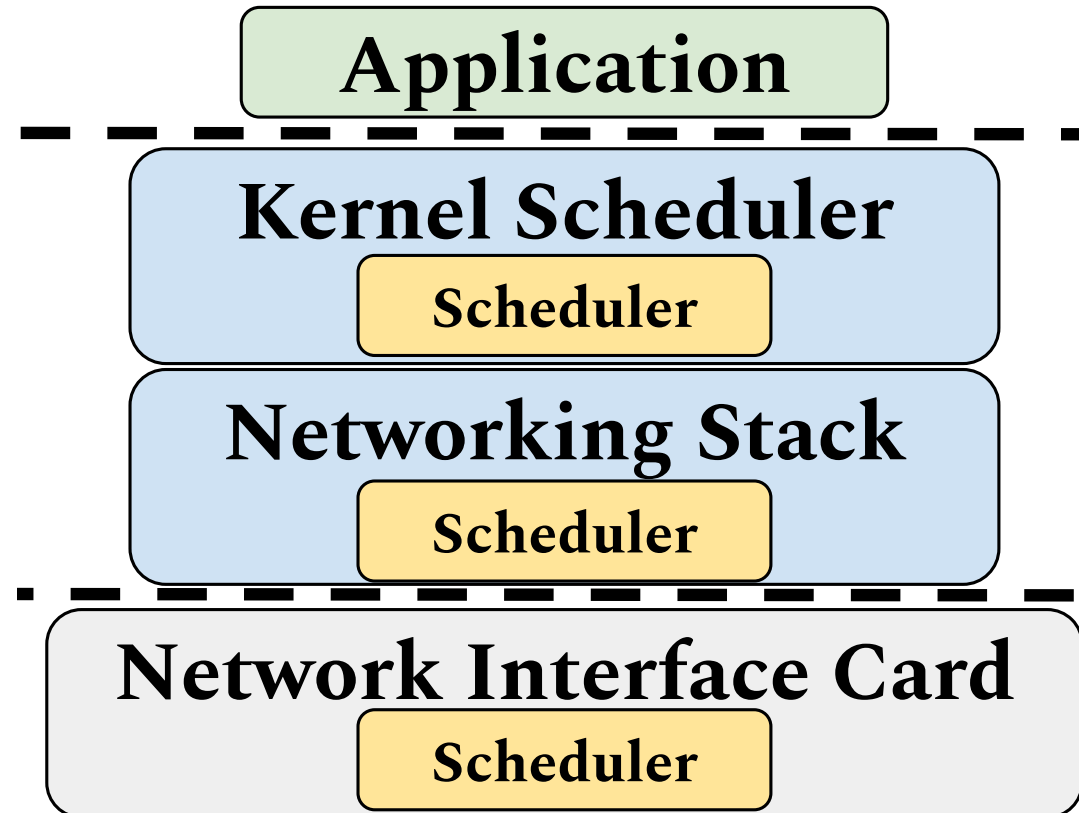 Application
Kernel Scheduler
Scheduler
Networking Stack
Scheduler
Network Interface Card
Scheduler